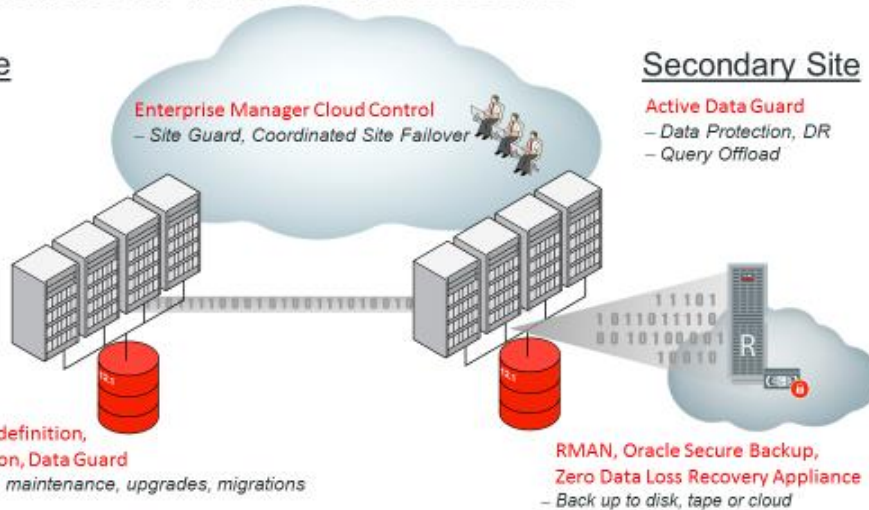 Secondary Site
Enterprise Manager Cloud Control
– Site Guard, Coordinated Site Failover
Active Data Guard
– Data Protection, DR
– Query Offload
11101
1011011110
0010100001
10010
R
12.1
12.1
definition,
Data Guard
maintenance, upgrades, migrations
RMAN, Oracle Secure Backup,
Zero Data Loss Recovery Appliance
– Back up to disk, tape or cloud